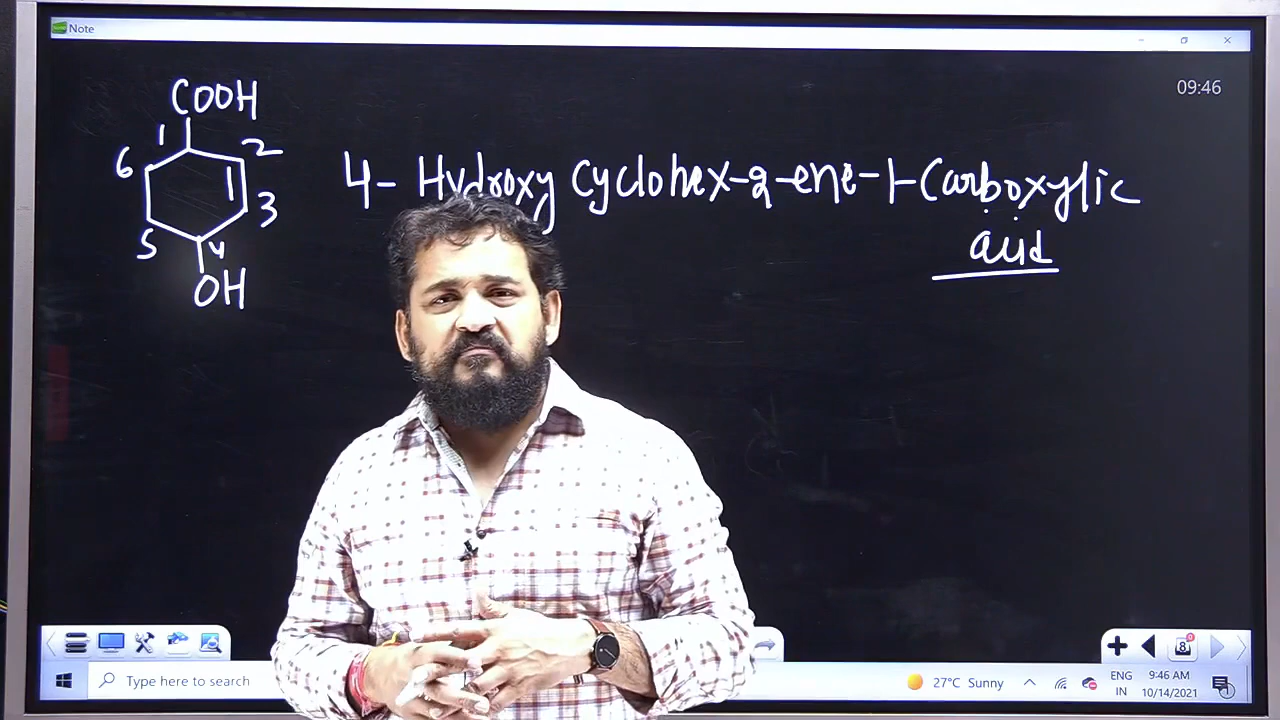 Note
09:46
COOH
1
6
2
3
5
4
OH
4- Hydroxy Cyclohex-2-ene-1-Carboxylic
acid
Type here to search
27°C Sunny
ENG
IN
9:46 AM
10/14/2021
8